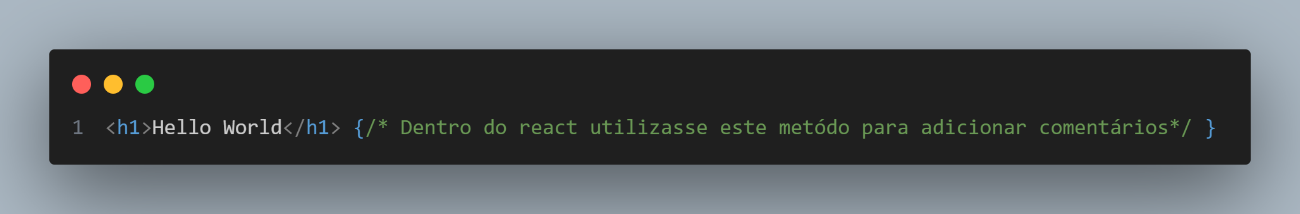 1 <h1>Hello World</h1> {/* Dentro do react utilizasse este metódo para adicionar comentários*/ }